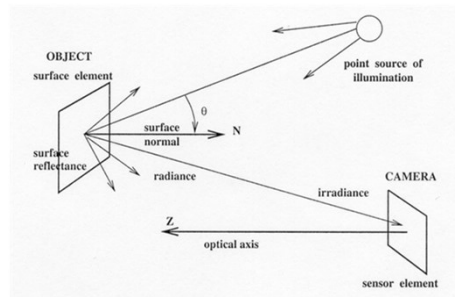 OBJECT
surface element
point source of
illumination
θ
surface
normal
N
surface
reflectance
radiance
irradiance
CAMERA
Z
optical axis
sensor element